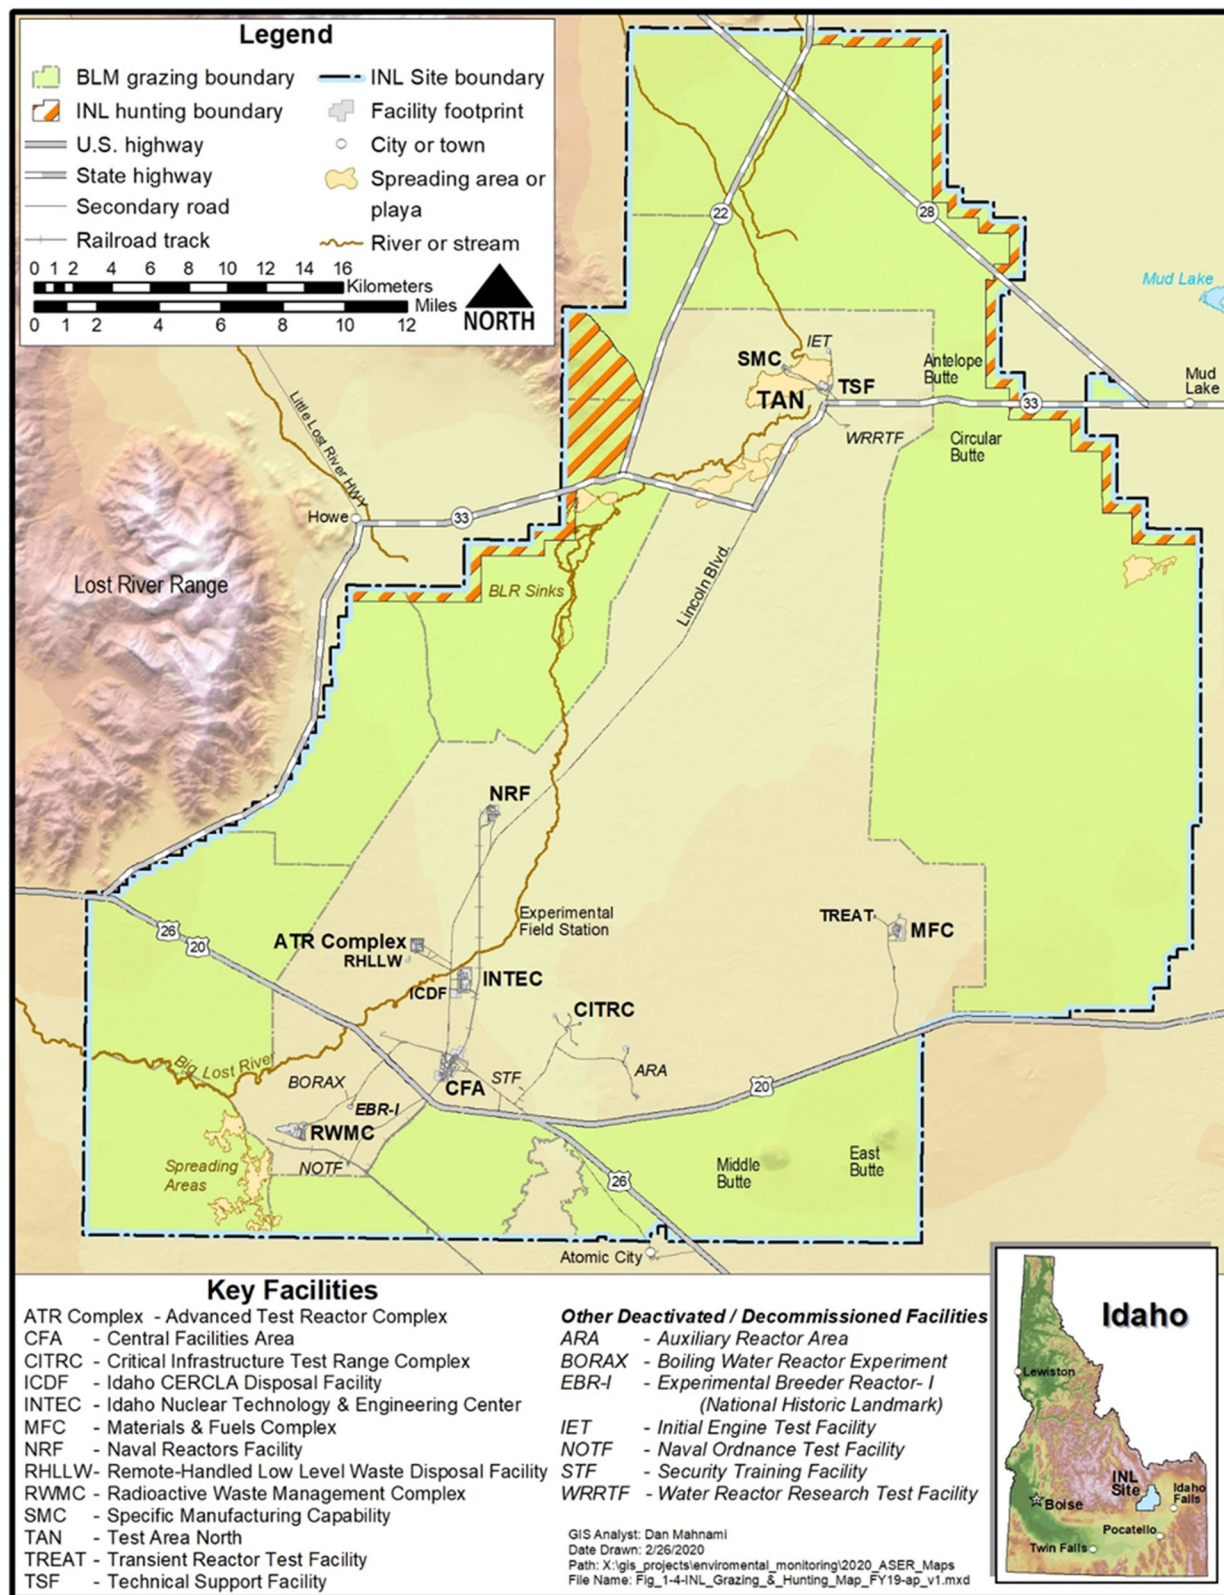 Legend
BLM grazing boundary
INL hunting boundary
U.S. highway
State highway
Secondary road
Railroad track
INL Site boundary
Facility footprint
City or town
Spreading area or
playa
River or stream
0 1 2 4 6 8 10 12 14 16
Kilometers
Miles
0 1 2 4 6 8 10 12
NORTH
22
28
Mud Lake
IET
SMC
TSF
TAN
WRRTF
Antelope
Butte
Mud
Lake
33
Circular
Butte
Little Lost River HWY
Howe
33
Lost River Range
BLR Sinks
Lincoln Blvd.
NRF
Experimental
Field Station
26
20
ATR Complex
RHLLW
INTEC
ICDF
TREAT
MFC
CITRC
Big Lost River
BORAX
CFA
STF
ARA
20
EBR-I
RWMC
NOTF
Spreading
Areas
26
Middle
Butte
East
Butte
Atomic City
Key Facilities
ATR Complex - Advanced Test Reactor Complex
CFA - Central Facilities Area
CITRC - Critical Infrastructure Test Range Complex
ICDF - Idaho CERCLA Disposal Facility
INTEC - Idaho Nuclear Technology & Engineering Center
MFC - Materials & Fuels Complex
NRF - Naval Reactors Facility
RHLLW- Remote-Handled Low Level Waste Disposal Facility
RWMC - Radioactive Waste Management Complex
SMC - Specific Manufacturing Capability
TAN - Test Area North
TREAT - Transient Reactor Test Facility
TSF - Technical Support Facility
Other Deactivated / Decommissioned Facilities
ARA - Auxiliary Reactor Area
BORAX - Boiling Water Reactor Experiment
EBR-I - Experimental Breeder Reactor- I
(National Historic Landmark)
IET - Initial Engine Test Facility
NOTF - Naval Ordnance Test Facility
STF - Security Training Facility
WRRTF - Water Reactor Research Test Facility
GIS Analyst: Dan Mahnami
Date Drawn: 2/26/2020
Path: X:\gis_projects\enviromental_monitoring\2020_ASER_Maps
File Name: Fig_1-4-INL_Grazing_&_Hunting_Map_FY19-ap_v1.mxd
Idaho
Lewiston
INL
Site
Idaho
Falls
Boise
Pocatello
Twin Falls